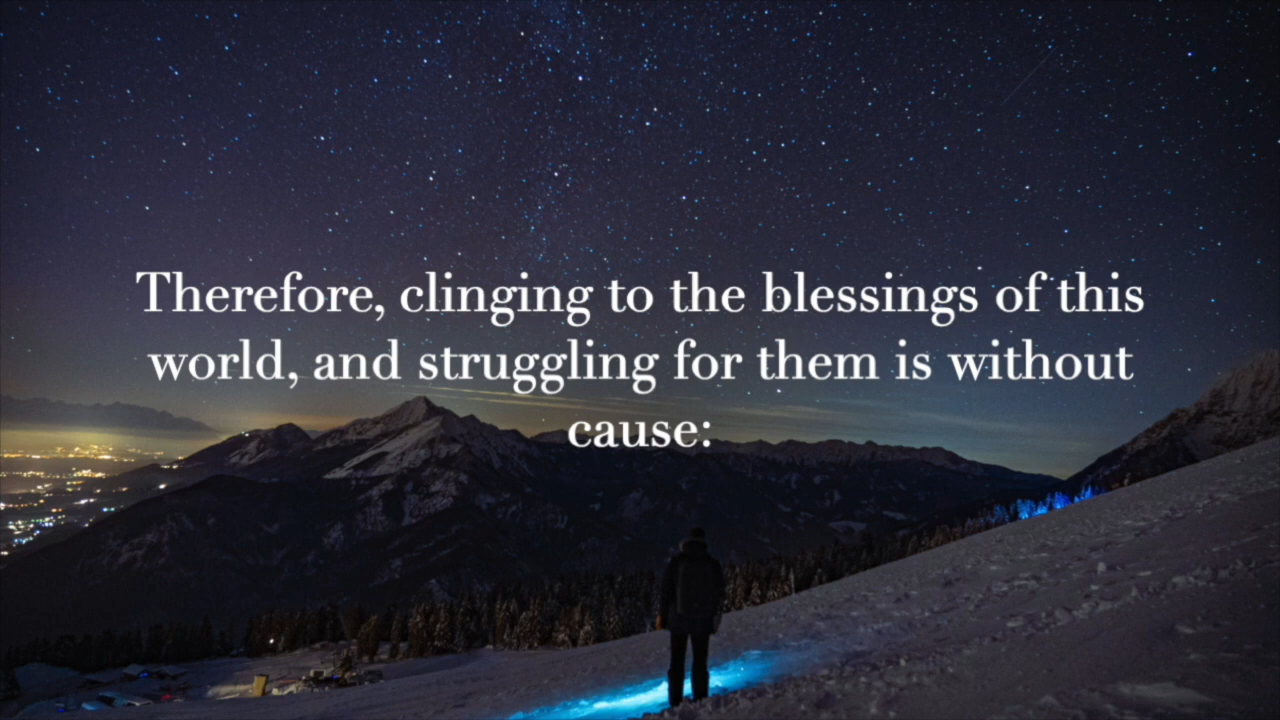 Therefore, clinging to the blessings of this
world, and struggling for them is without
cause: